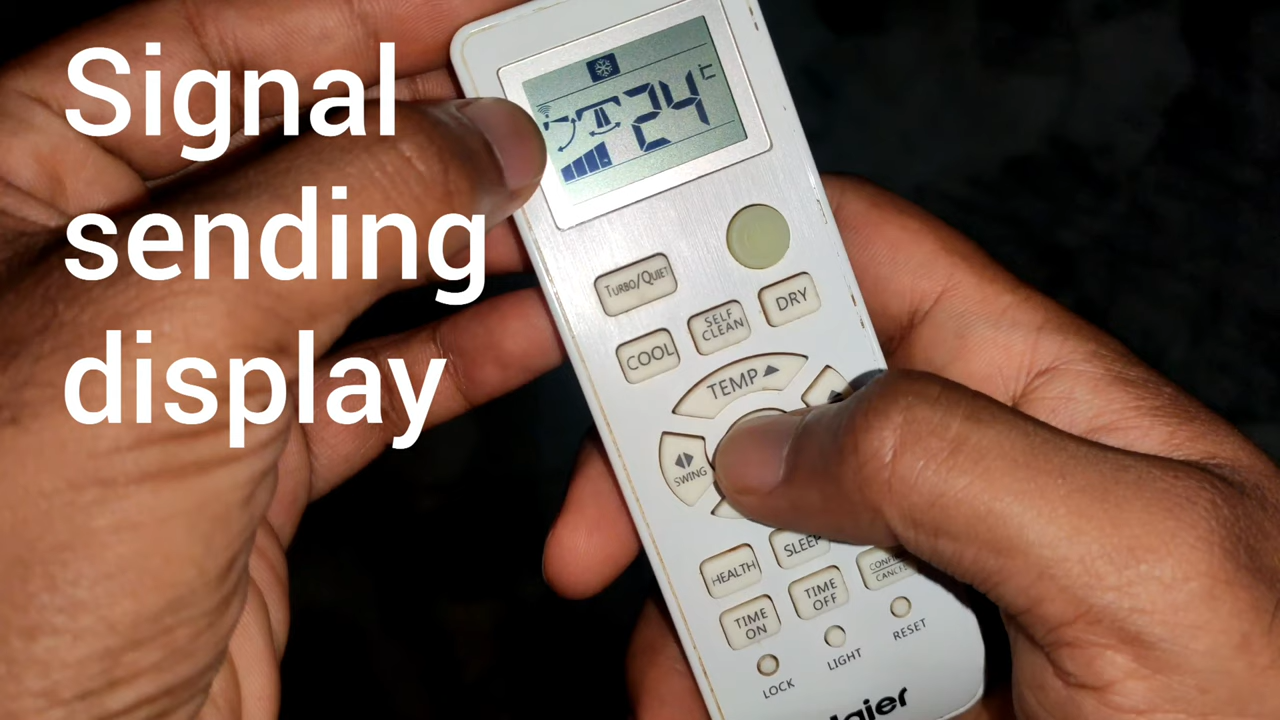 Signal
sending
display
24°C
TURBO/QUIET
COOL
SELF
CLEAN
DRY
TEMP
SWING
SLEEP
HEALTH
TIME
ON
TIME
OFF
LOCK
LIGHT
RESET